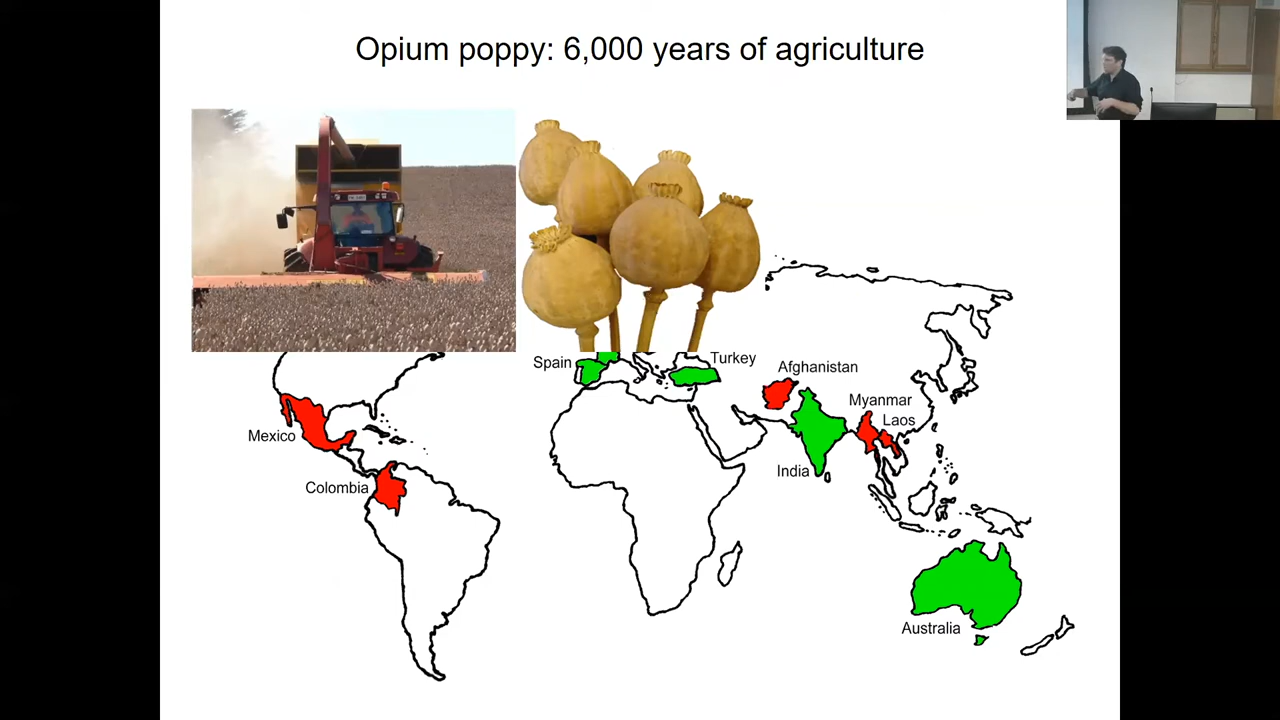 Opium poppy: 6,000 years of agriculture
Spain
Turkey
Afghanistan
Myanmar
Laos
Mexico
India
Colombia
Australia